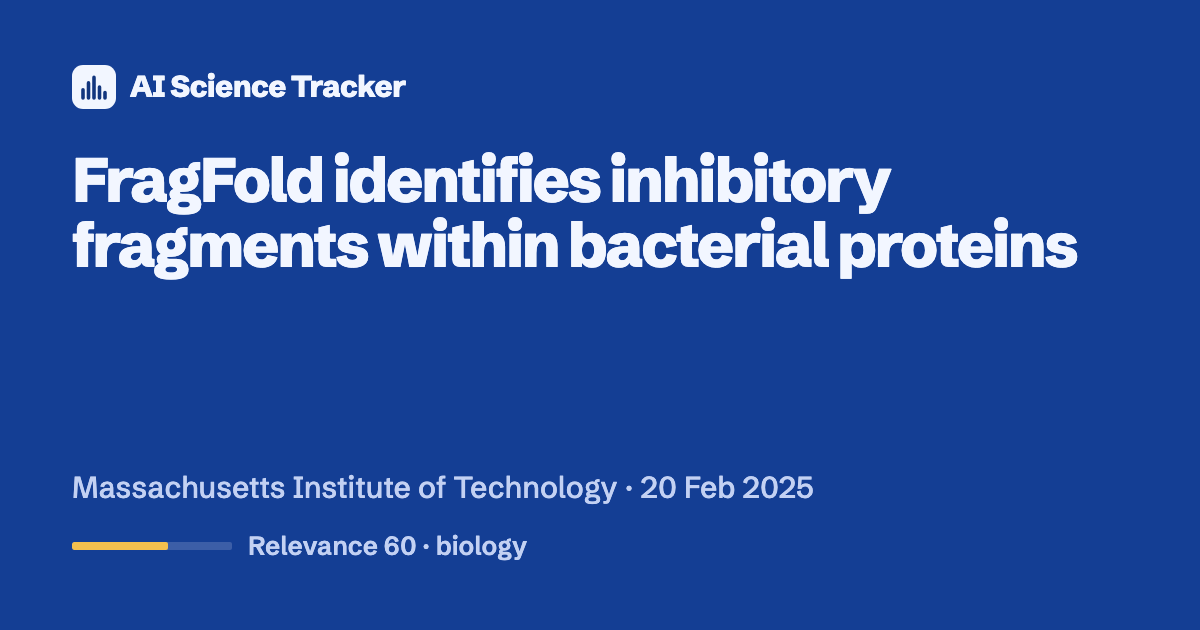 AI Science Tracker
FragFold identifies inhibitory
fragments within bacterial proteins
Massachusetts Institute of Technology · 20 Feb 2025
Relevance 60 · biology